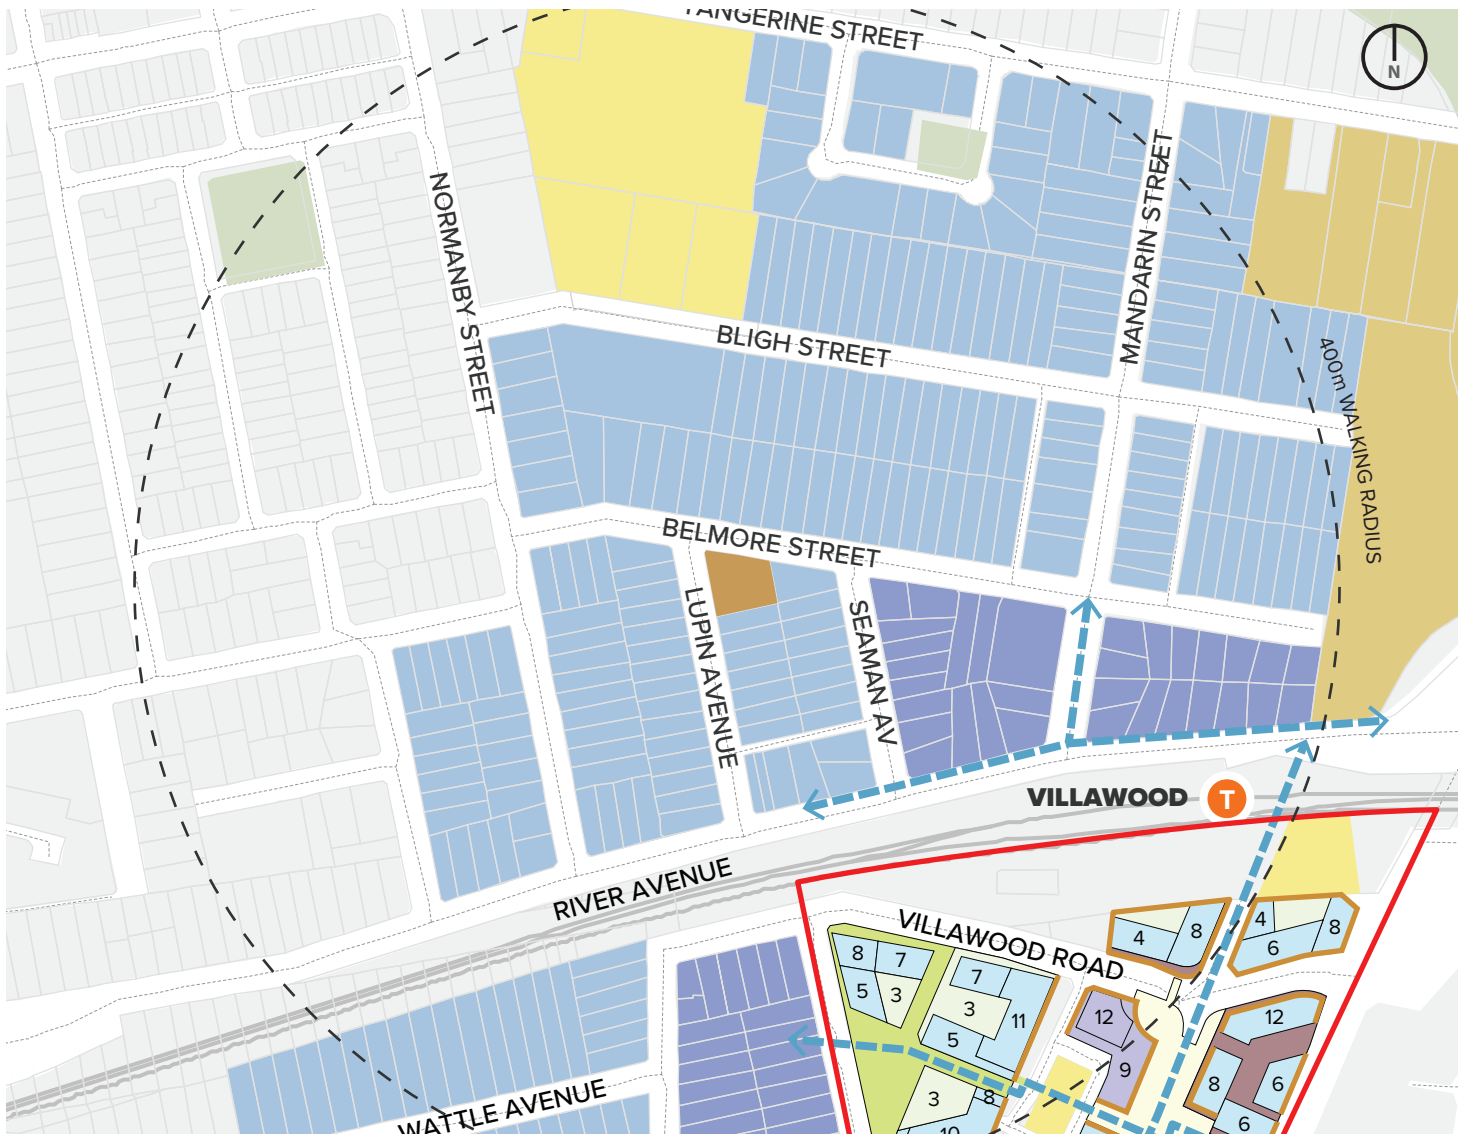 TANGERINE STREET
N
NORMANBY STREET
MANDARIN STREET
BLIGH STREET
400m WALKING RADIUS
BELMORE STREET
LUPIN AVENUE
SEAMAN AV
VILLAWOOD T
RIVER AVENUE
VILLAWOOD ROAD
4
8
4
6
8
8
7
5
3
7
3
11
5
12
9
12
8
6
6
3
8
10
WATTLE AVENUE